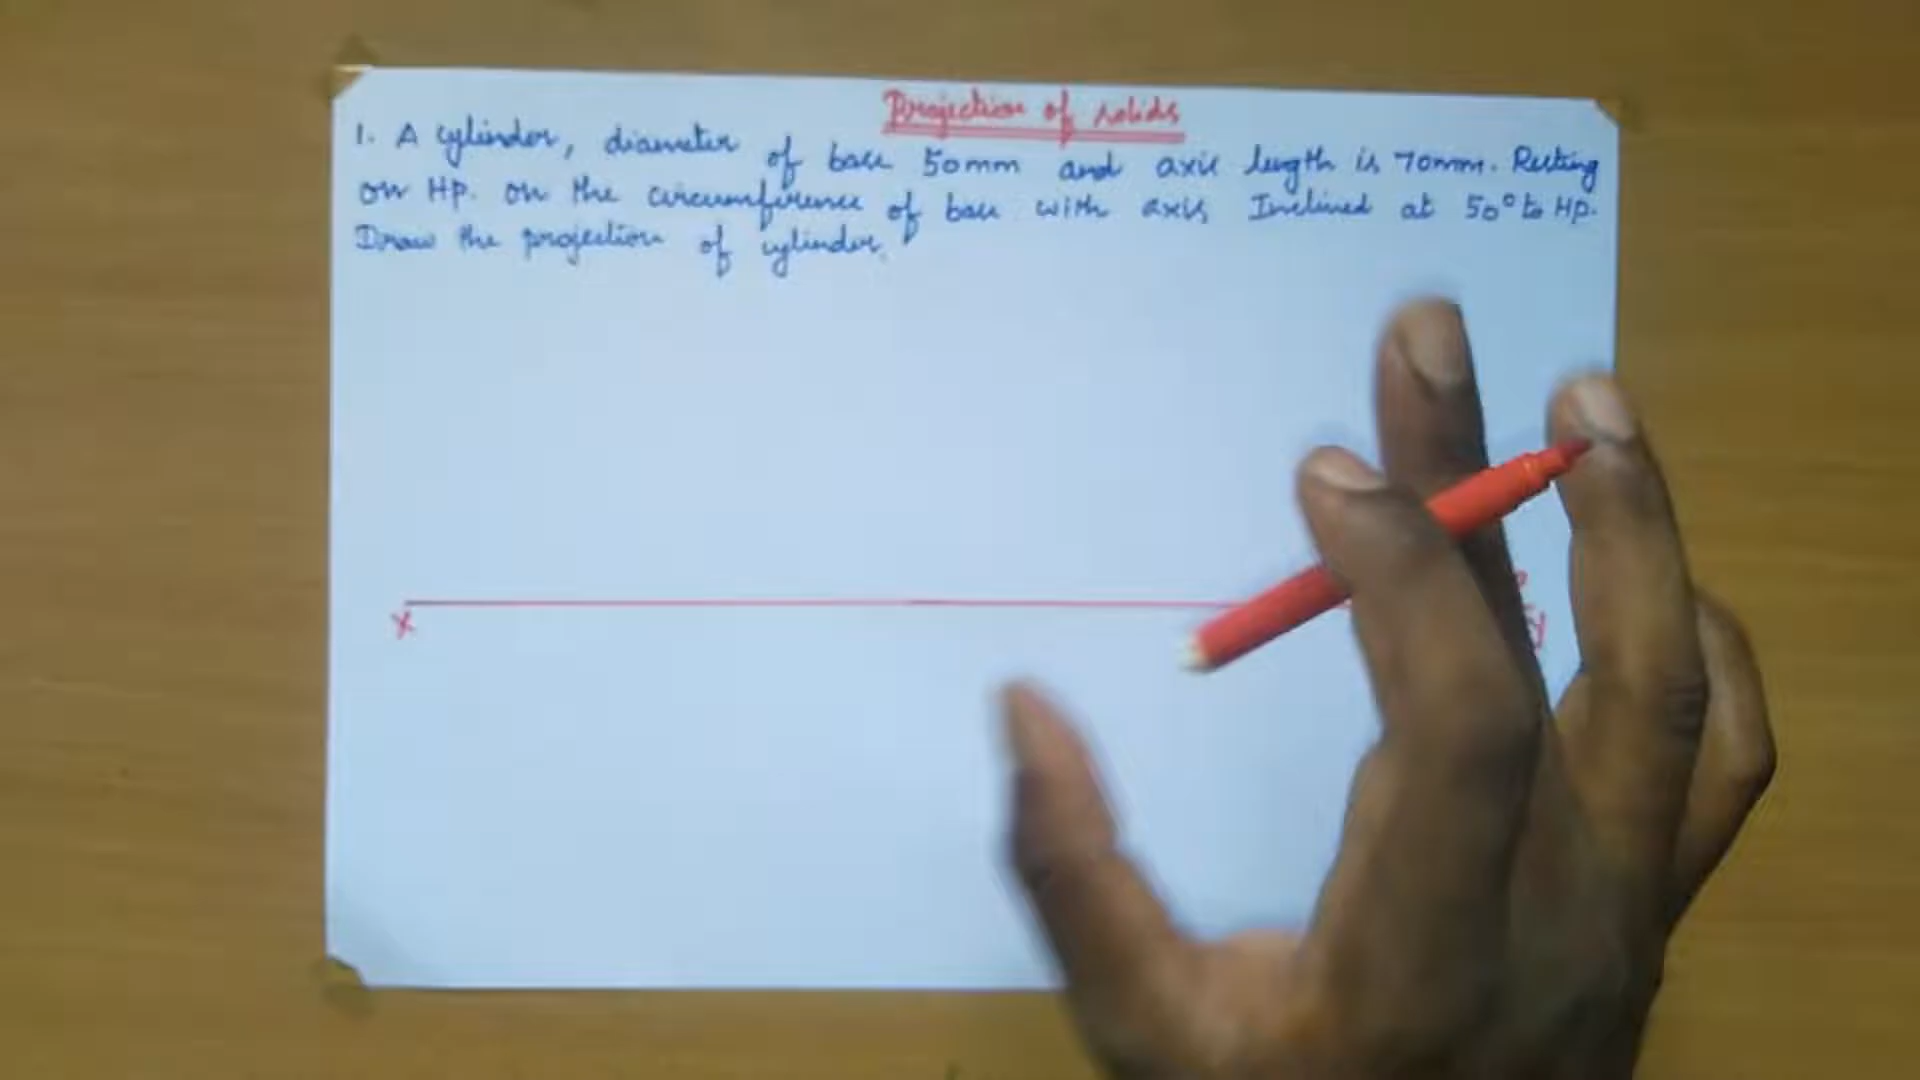 Projection of solids
1. A cylinder, diameter of base 50mm and axis length is 70mm. Resting
on HP. on the circumference of base with axis Inclined at 50° to HP.
Draw the projection of cylinder.
X
y